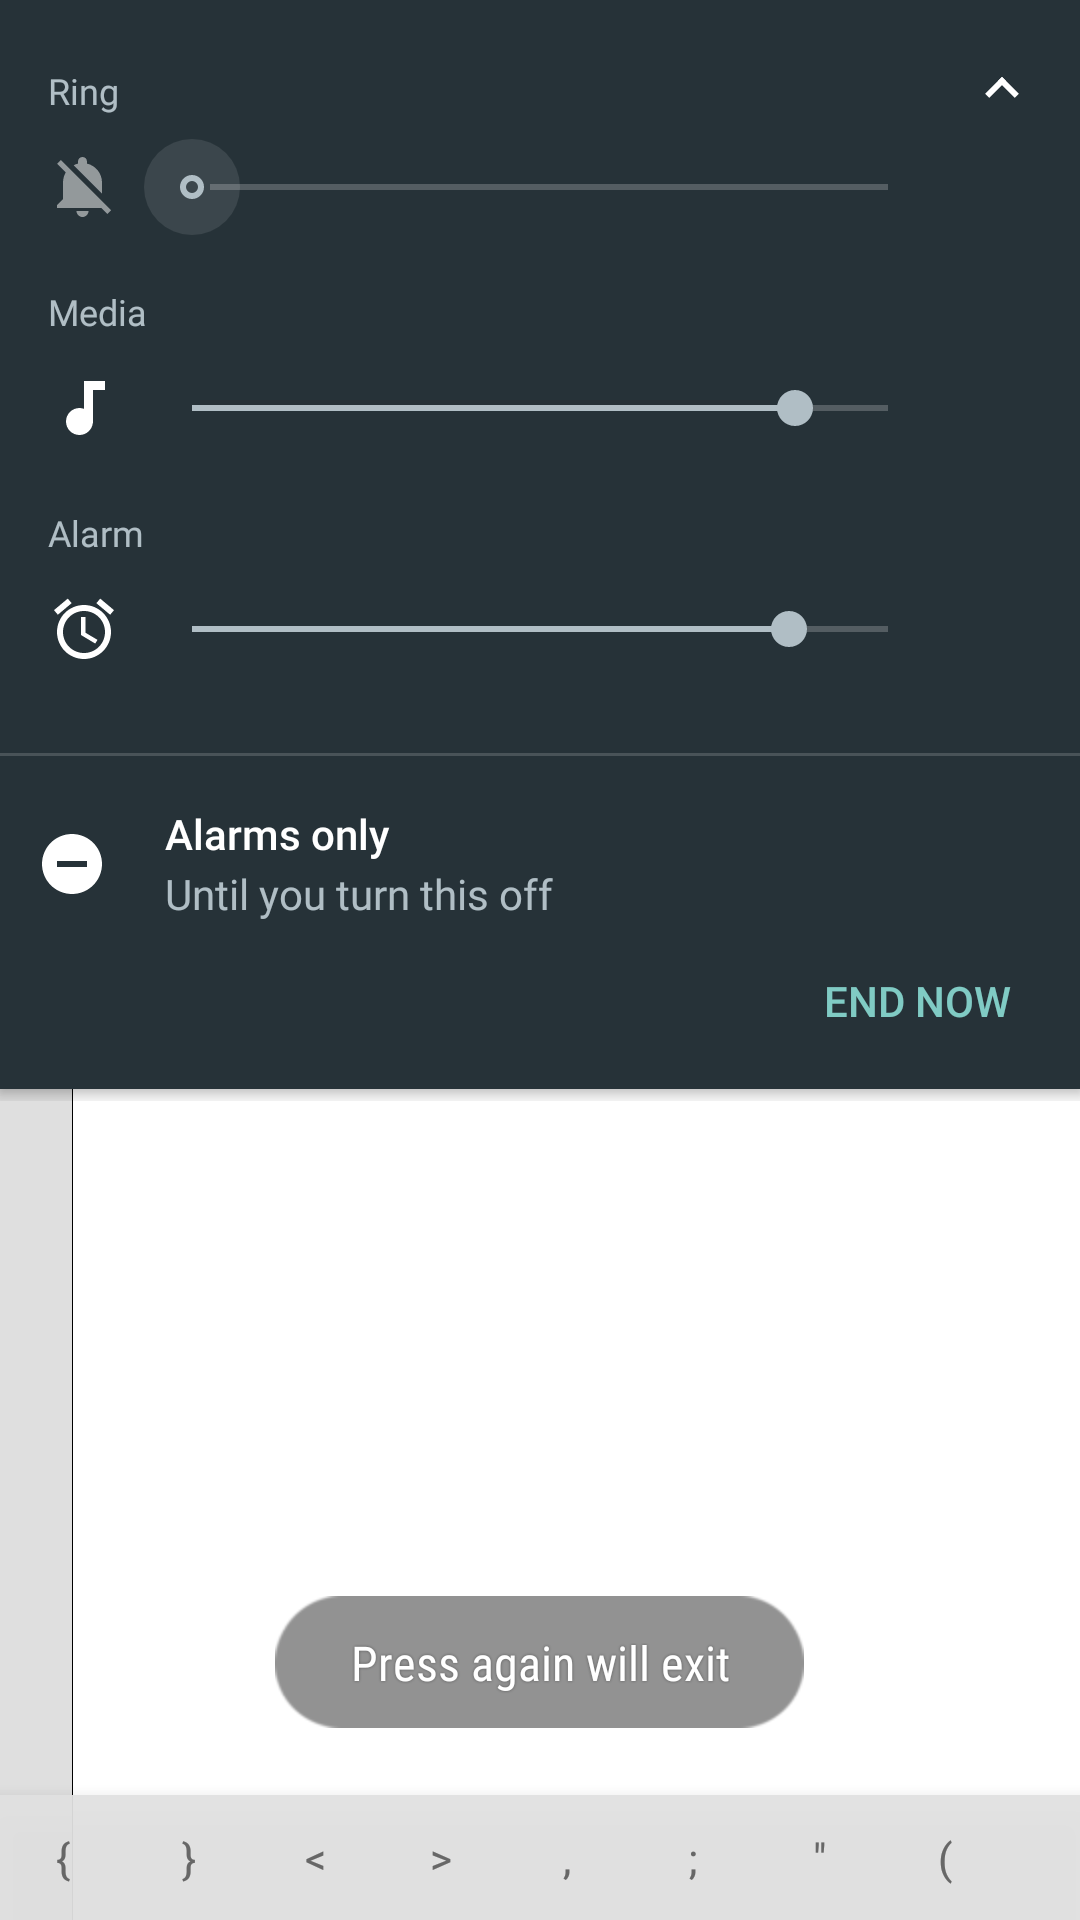 Ring
Media
Alarm
Alarms only
Until you turn this off
END NOW
Press again will exit
{ } < > , ; " (